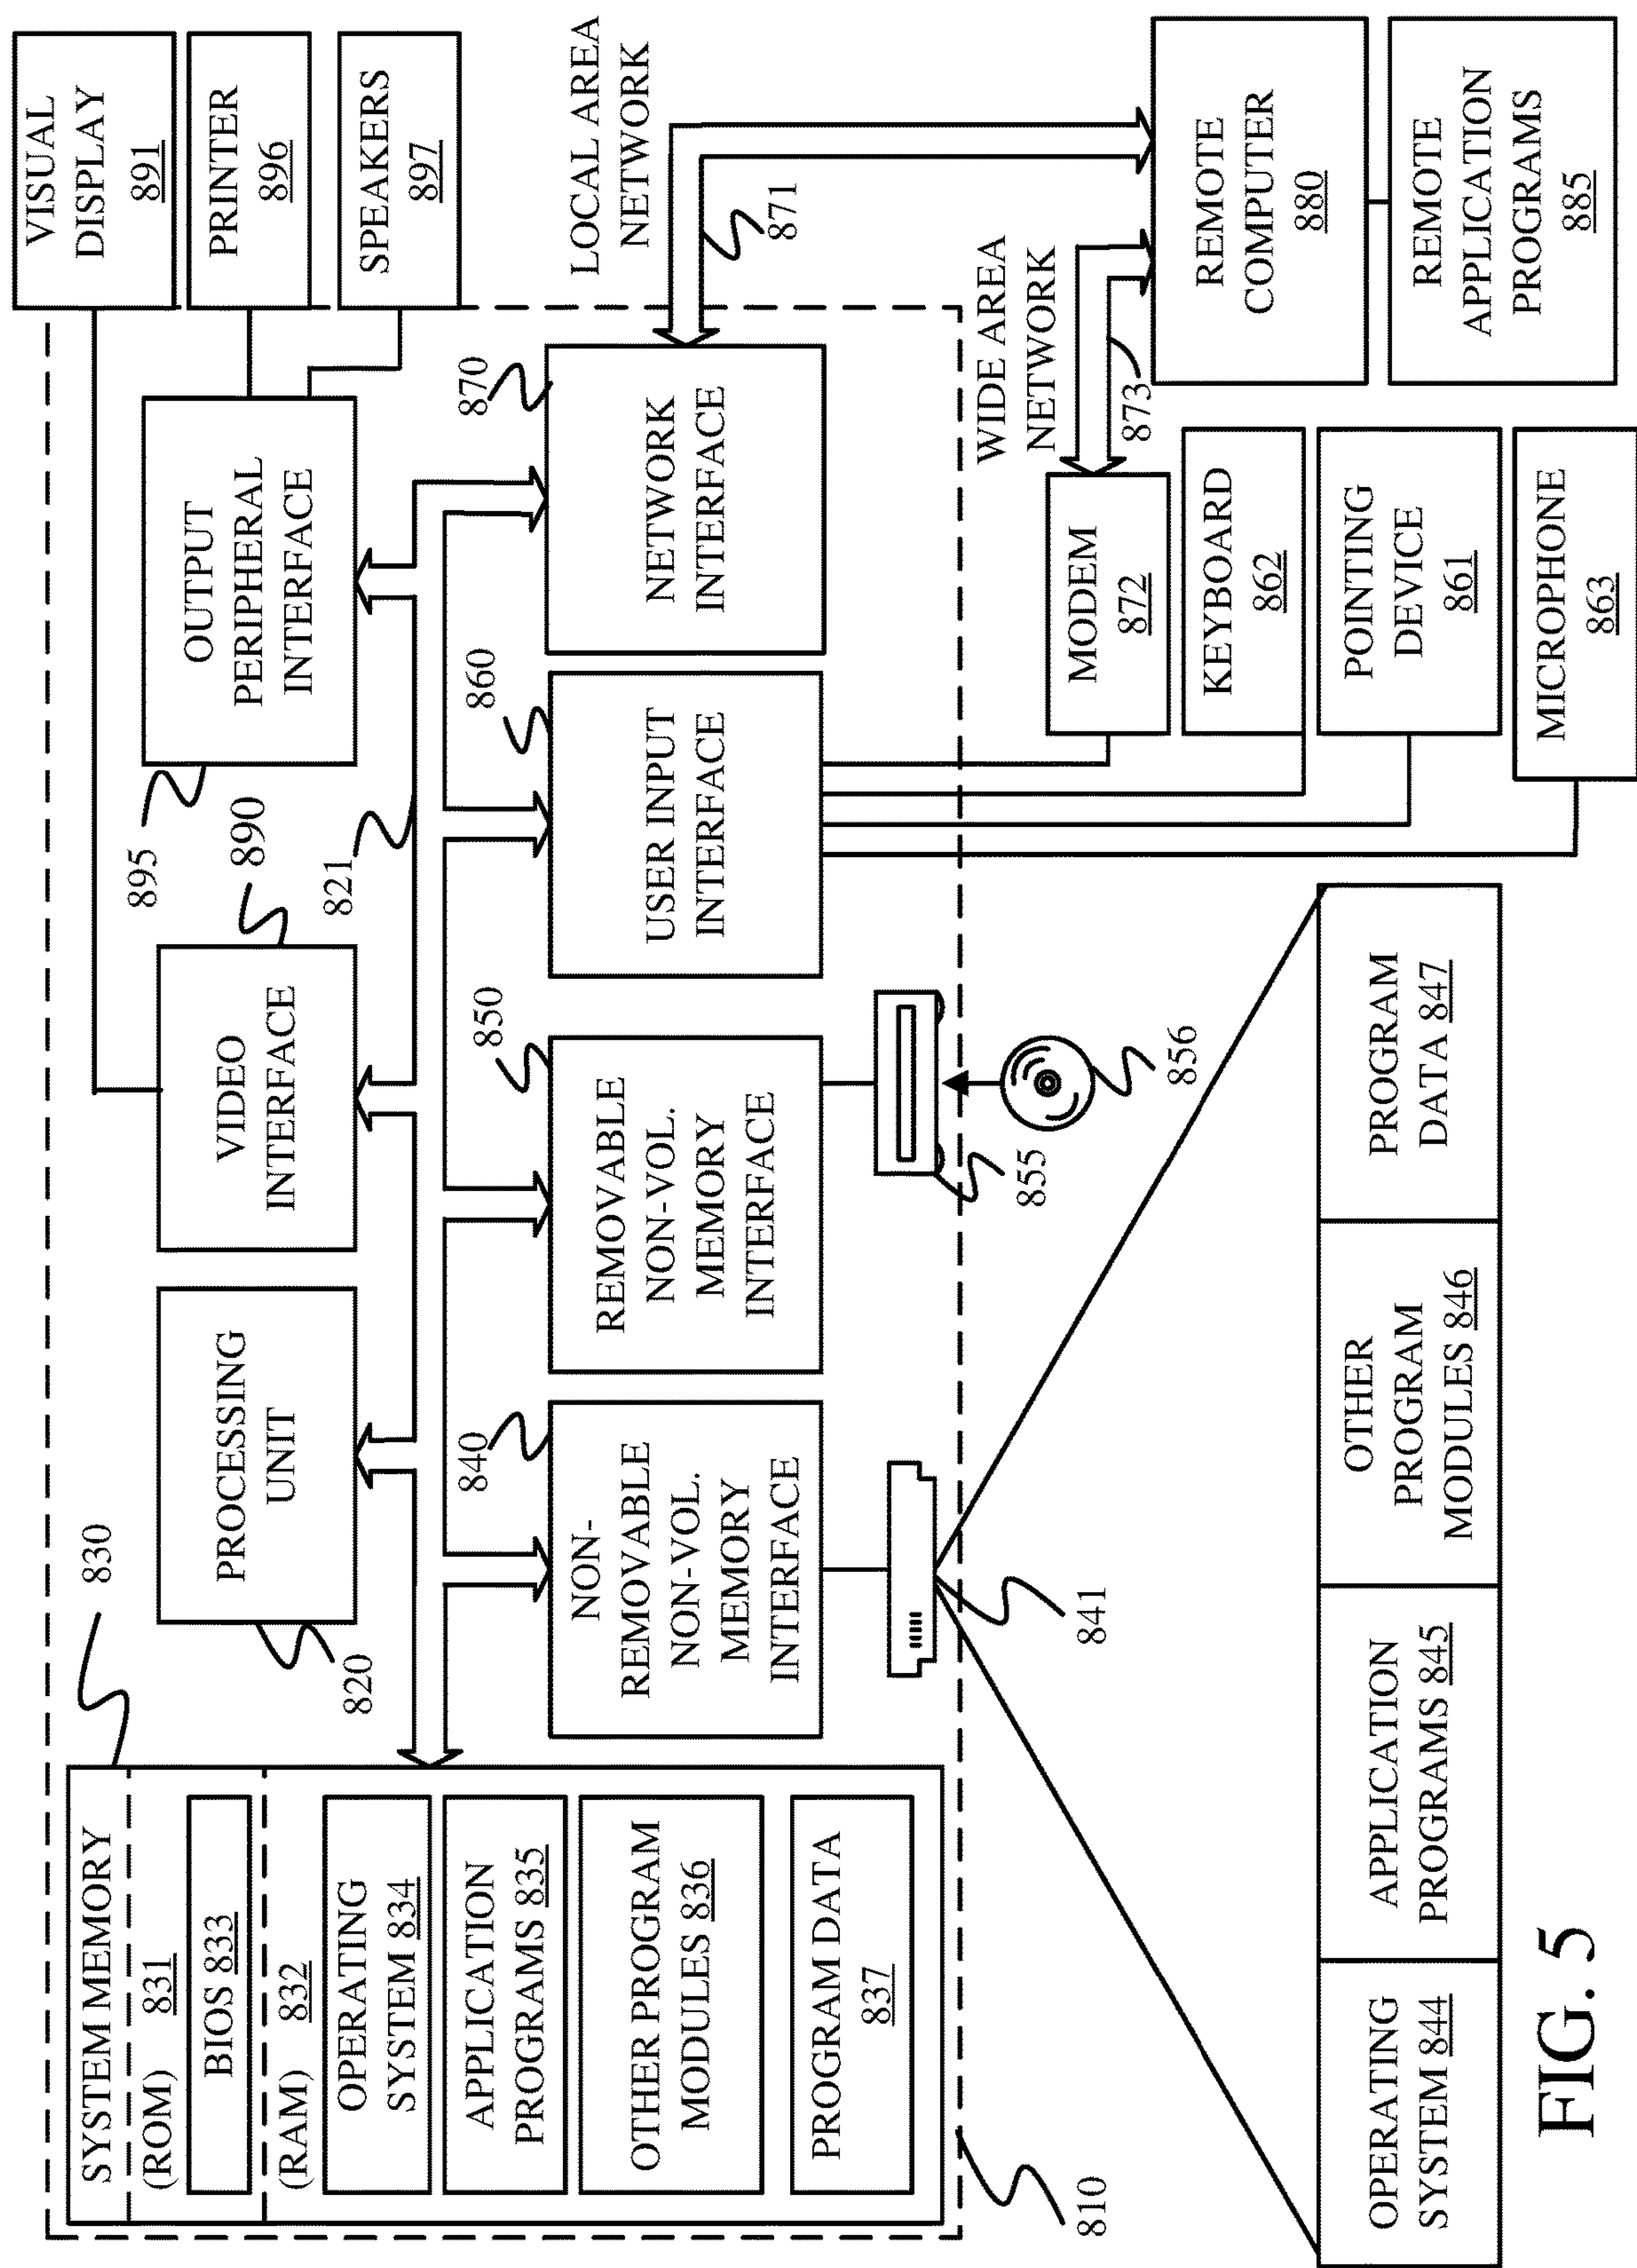 SYSTEM MEMORY
(ROM) 831
BIOS 833
(RAM) 832
OPERATING
SYSTEM 834
APPLICATION
PROGRAMS 835
OTHER PROGRAM
MODULES 836
PROGRAM DATA
837
830
820
PROCESSING
UNIT
VIDEO
INTERFACE
890
821
895
OUTPUT
PERIPHERAL
INTERFACE
VISUAL
DISPLAY
891
PRINTER
896
SPEAKERS
897
840
NON-
REMOVABLE
NON-VOL.
MEMORY
INTERFACE
850
REMOVABLE
NON-VOL.
MEMORY
INTERFACE
860
USER INPUT
INTERFACE
870
NETWORK
INTERFACE
LOCAL AREA
NETWORK
871
810
841
855
856
WIDE AREA
NETWORK
873
MODEM
872
KEYBOARD
862
POINTING
DEVICE
861
MICROPHONE
863
REMOTE
COMPUTER
880
REMOTE
APPLICATION
PROGRAMS
885
OPERATING
SYSTEM 844
APPLICATION
PROGRAMS 845
OTHER
PROGRAM
MODULES 846
PROGRAM
DATA 847
FIG. 5